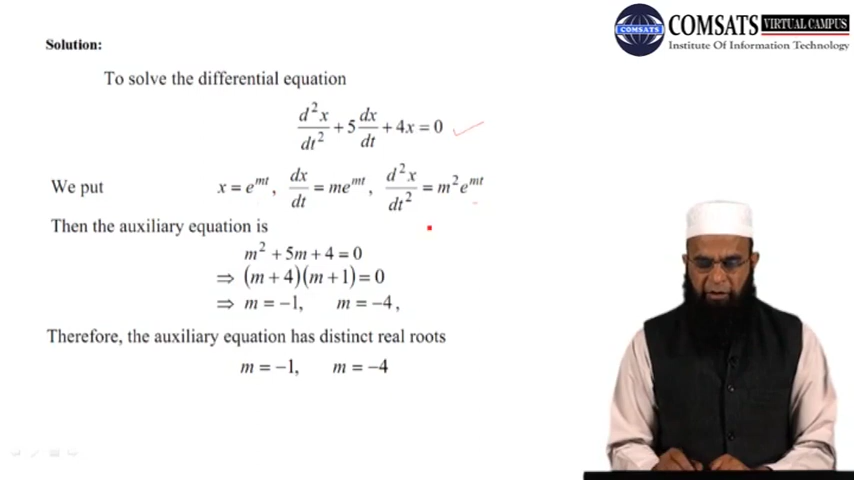 COMSATS VIRTUAL CAMPUS
COMSATS
Institute Of Information Technology
Solution:
To solve the differential equation
d²x/dt² + 5 dx/dt + 4x = 0
We put x = e^{mt}, dx/dt = me^{mt}, d²x/dt² = m²e^{mt}
Then the auxiliary equation is
m² + 5m + 4 = 0
⇒ (m + 4)(m + 1) = 0
⇒ m = −1, m = −4,
Therefore, the auxiliary equation has distinct real roots
m = −1, m = −4